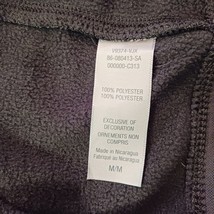 86-080413-SA
000000-C313
100% POLYESTER
100% POLYESTER
EXCLUSIVE OF
DECORATION
ORNEMENTS NON
COMPRIS
Made in Nicaragua
Fabriqué au Nicaragua
M/M